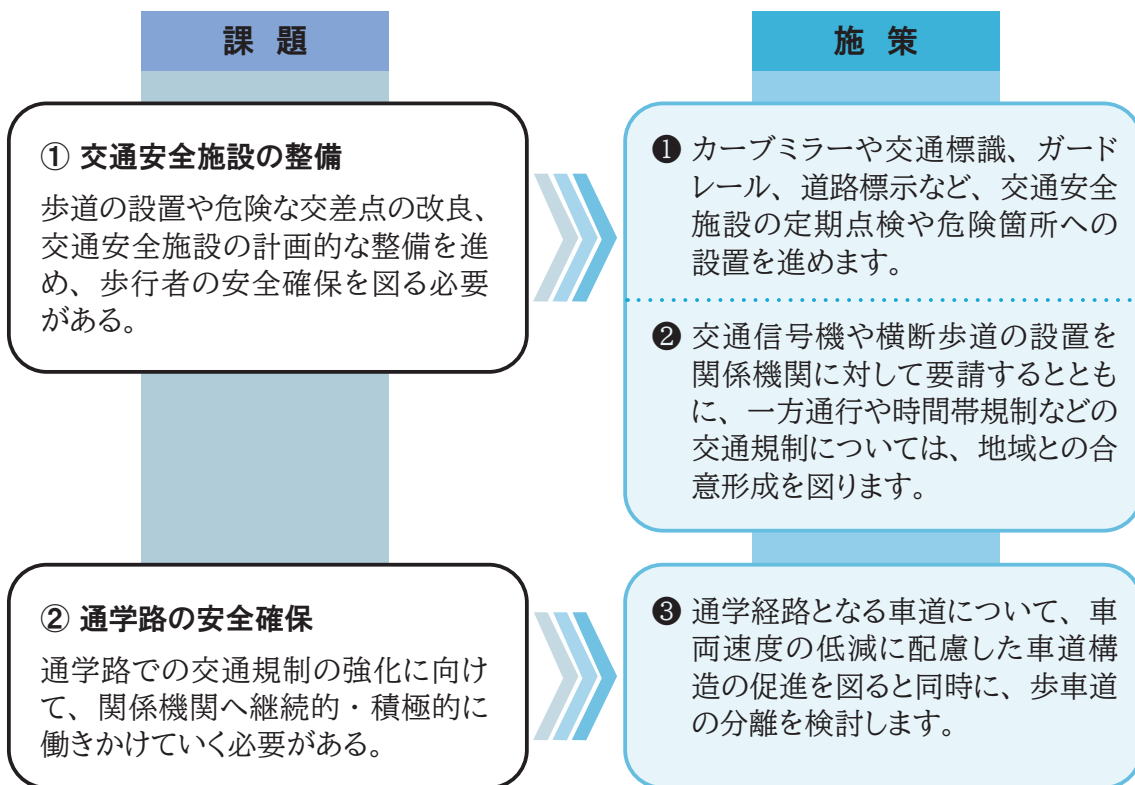 課題
施策
① 交通安全施設の整備
歩道の設置や危険な交差点の改良、
交通安全施設の計画的な整備を進
め、歩行者の安全確保を図る必要
がある。
❶ カーブミラーや交通標識、ガード
レール、道路標示など、交通安全
施設の定期点検や危険箇所への
設置を進めます。
❷ 交通信号機や横断歩道の設置を
関係機関に対して要請するととも
に、一方通行や時間帯規制などの
交通規制については、地域との合
意形成を図ります。
② 通学路の安全確保
通学路での交通規制の強化に向け
て、関係機関へ継続的・積極的に
働きかけていく必要がある。
❸ 通学経路となる車道について、車
両速度の低減に配慮した車道構
造の促進を図ると同時に、歩車道
の分離を検討します。